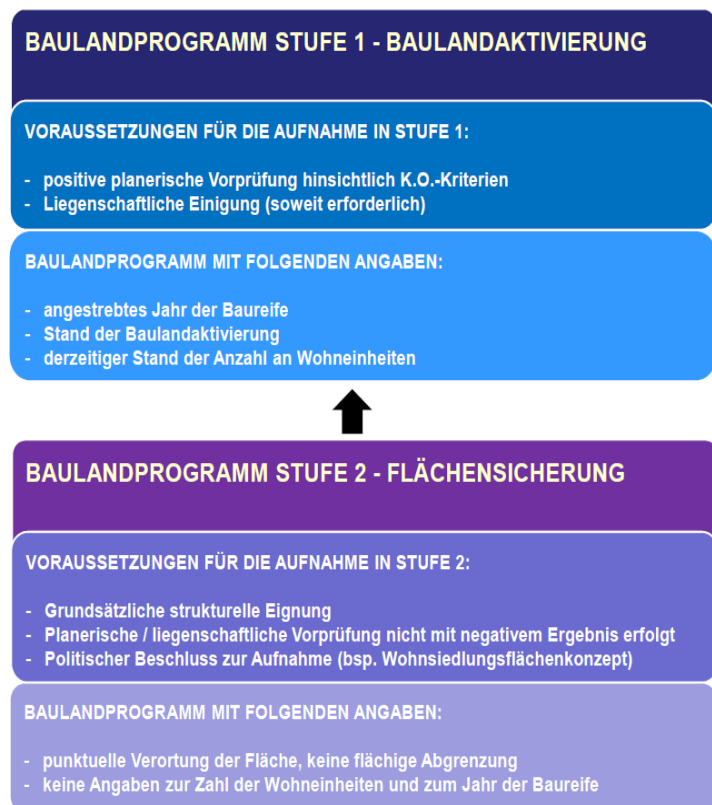 BAULANDPROGRAMM STUFE 1 - BAULANDAKTIVIERUNG
VORAUSSETZUNGEN FÜR DIE AUFNAHME IN STUFE 1:
- positive planerische Vorprüfung hinsichtlich K.O.-Kriterien
- Liegenschaftliche Einigung (soweit erforderlich)
BAULANDPROGRAMM MIT FOLGENDEN ANGABEN:
- angestrebtes Jahr der Baureife
- Stand der Baulandaktivierung
- derzeitiger Stand der Anzahl an Wohneinheiten
BAULANDPROGRAMM STUFE 2 - FLÄCHENSICHERUNG
VORAUSSETZUNGEN FÜR DIE AUFNAHME IN STUFE 2:
- Grundsätzliche strukturelle Eignung
- Planerische / liegenschaftliche Vorprüfung nicht mit negativem Ergebnis erfolgt
- Politischer Beschluss zur Aufnahme (bsp. Wohnsiedlungsflächenkonzept)
BAULANDPROGRAMM MIT FOLGENDEN ANGABEN:
- punktuelle Verortung der Fläche, keine flächige Abgrenzung
- keine Angaben zur Zahl der Wohneinheiten und zum Jahr der Baureife